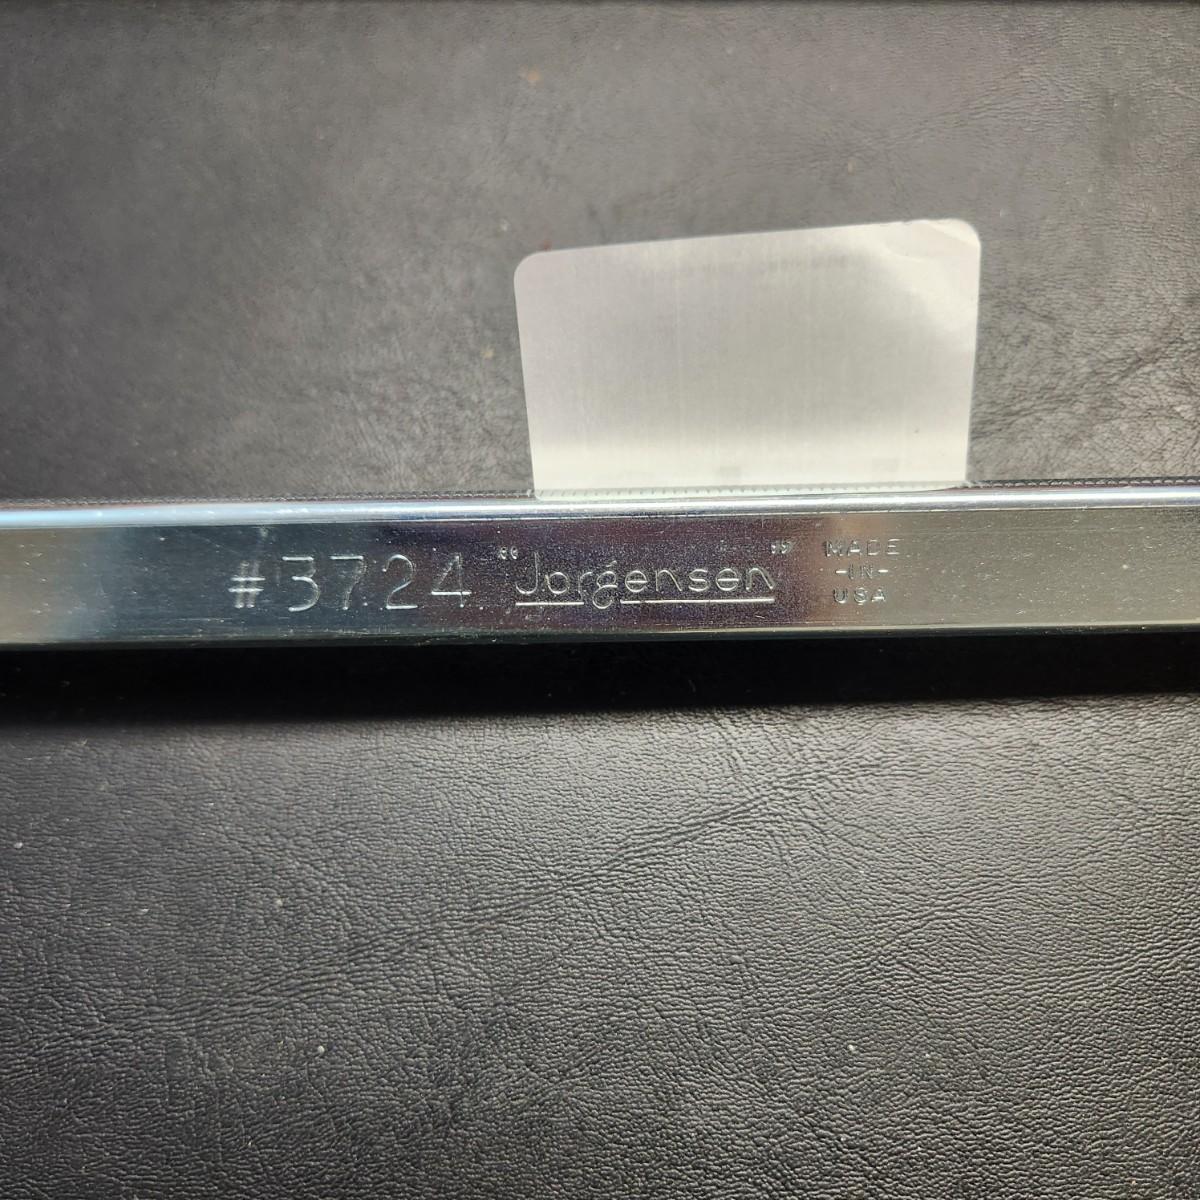 #3724 "Jorgensen" MADE
-IN-
USA